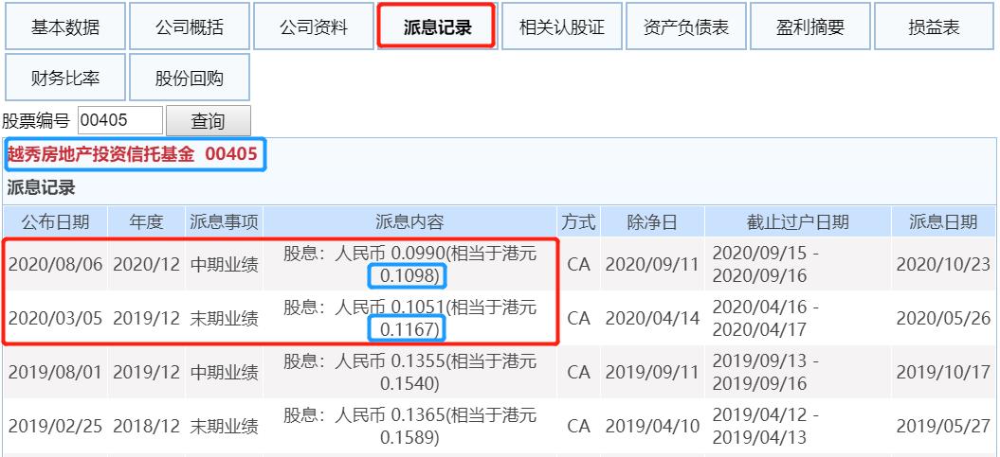 基本数据 公司概括 公司资料 派息记录 相关认股证 资产负债表 盈利摘要 损益表
财务比率 股份回购
股票编号 00405 查询
越秀房地产投资信托基金 00405
派息记录
公布日期 年度 派息事项 派息内容 方式 除净日 截止过户日期 派息日期
2020/08/06 2020/12 中期业绩 股息：人民币 0.0990(相当于港元 0.1098) CA 2020/09/11 2020/09/15 - 2020/09/16 2020/10/23
2020/03/05 2019/12 末期业绩 股息：人民币 0.1051(相当于港元 0.1167) CA 2020/04/14 2020/04/16 - 2020/04/17 2020/05/26
2019/08/01 2019/12 中期业绩 股息：人民币 0.1355(相当于港元 0.1540) CA 2019/09/11 2019/09/13 - 2019/09/16 2019/10/17
2019/02/25 2018/12 末期业绩 股息：人民币 0.1365(相当于港元 0.1589) CA 2019/04/10 2019/04/12 - 2019/04/13 2019/05/27